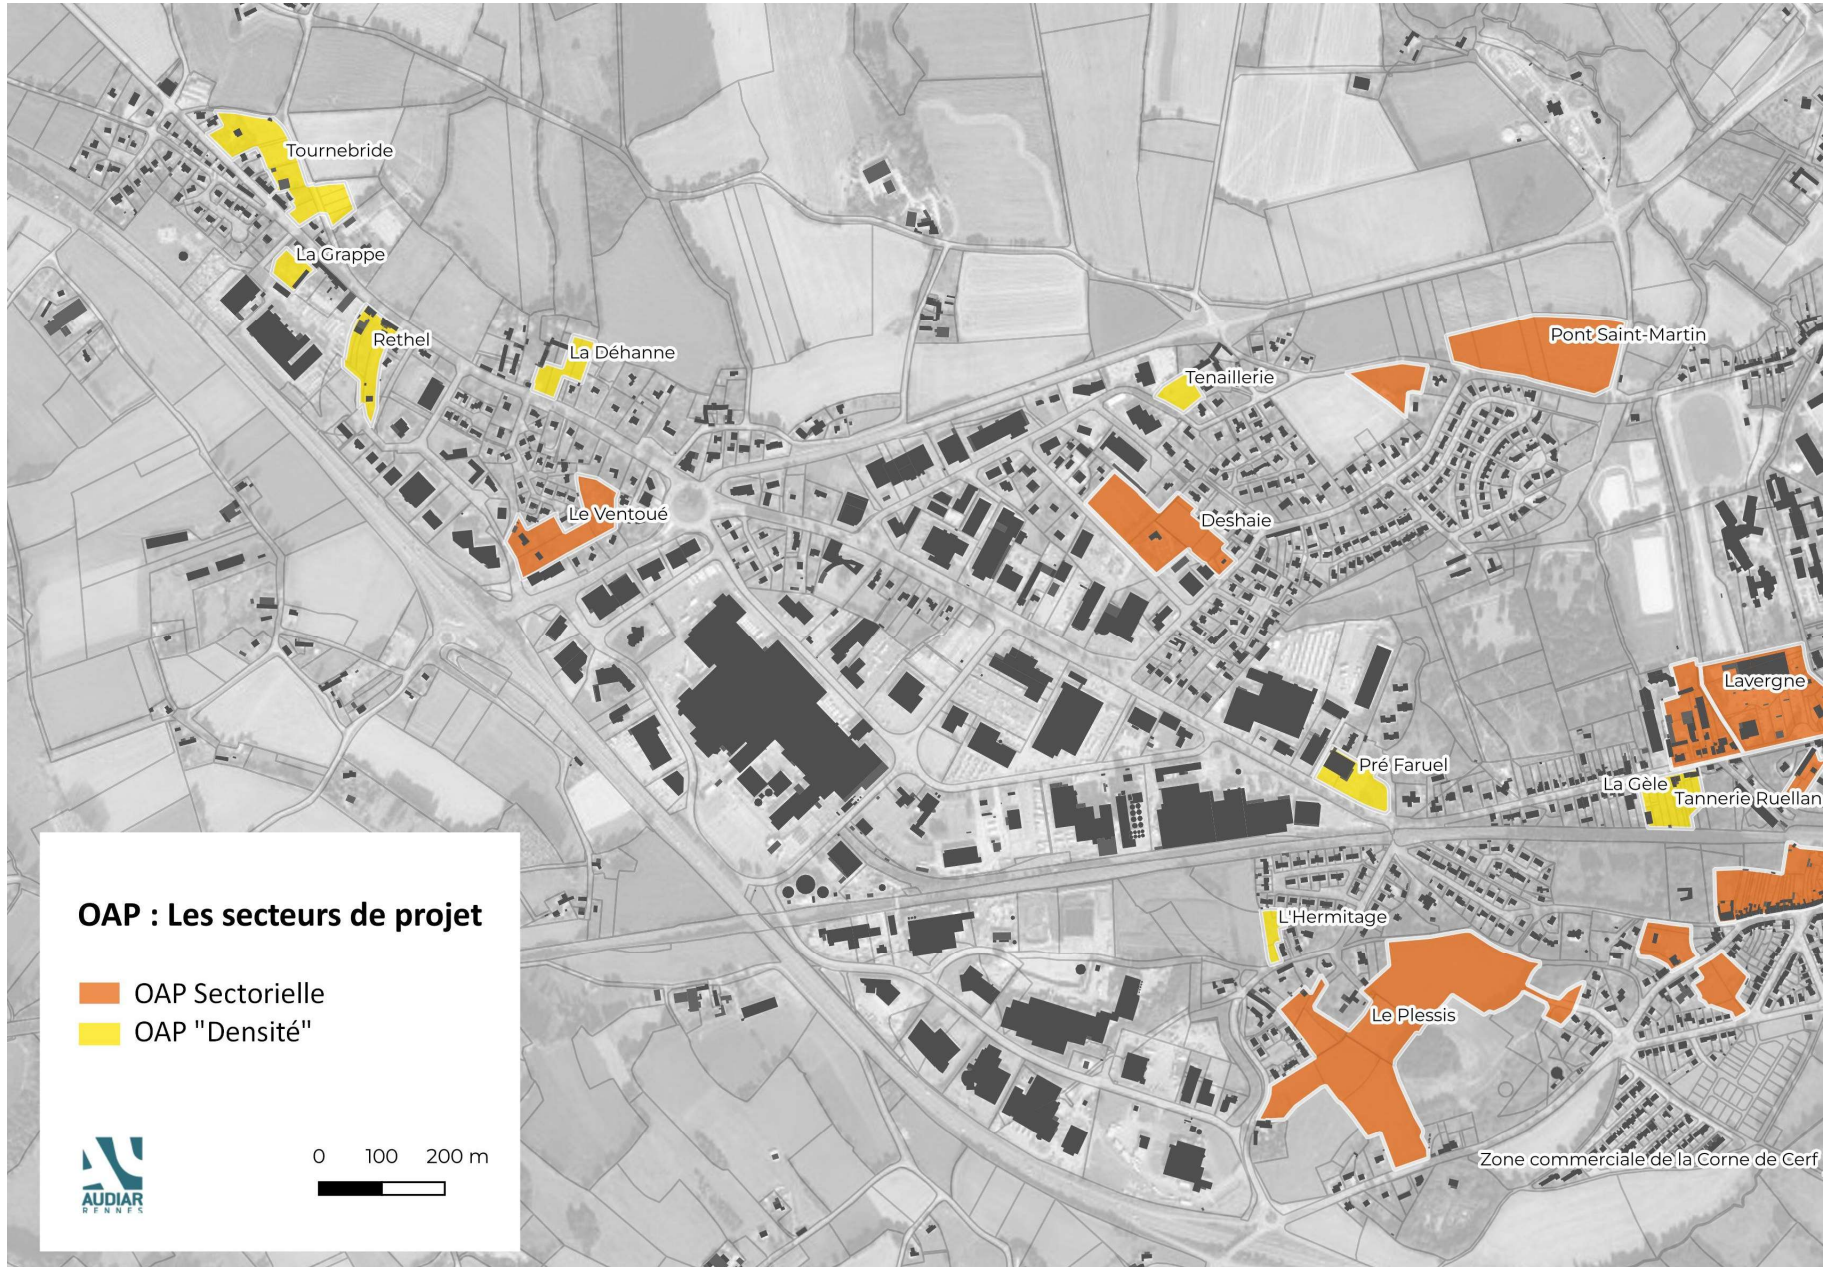 Tournebride
La Grappe
Rethel
La Déhanne
Pont Saint-Martin
Tenaillerie
Le Ventoué
Deshaie
Lavergne
Pré Faruel
La Gèle
Tannerie Ruellan
L'Hermitage
Le Plessis
Zone commerciale de la Corne de Cerf
OAP : Les secteurs de projet
OAP Sectorielle
OAP "Densité"
0 100 200 m
AUDIAR
RENNES